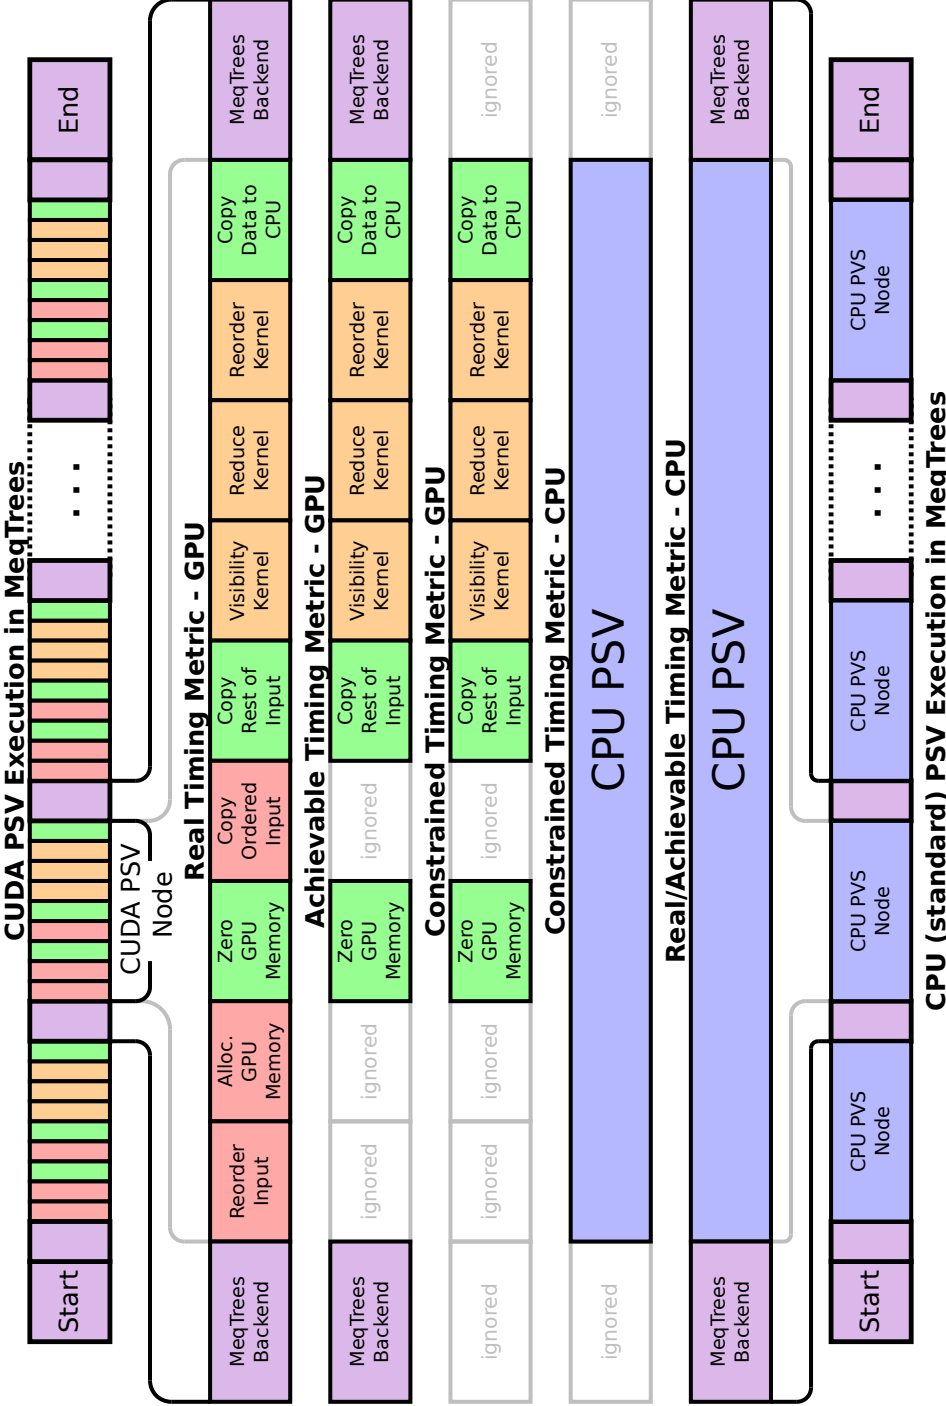 CUDA PSV Execution in MeqTrees
Start
. . .
End
CUDA PSV
Node
Real Timing Metric - GPU
MeqTrees
Backend
Reorder
Input
Alloc.
GPU
Memory
Zero
GPU
Memory
Copy
Ordered
Input
Copy
Rest of
Input
Visibility
Kernel
Reduce
Kernel
Reorder
Kernel
Copy
Data to
CPU
MeqTrees
Backend
Achievable Timing Metric - GPU
MeqTrees
Backend
ignored
ignored
Zero
GPU
Memory
ignored
Copy
Rest of
Input
Visibility
Kernel
Reduce
Kernel
Reorder
Kernel
Copy
Data to
CPU
MeqTrees
Backend
Constrained Timing Metric - GPU
ignored
ignored
ignored
Zero
GPU
Memory
ignored
Copy
Rest of
Input
Visibility
Kernel
Reduce
Kernel
Reorder
Kernel
Copy
Data to
CPU
ignored
Constrained Timing Metric - CPU
ignored
CPU PSV
ignored
Real/Achievable Timing Metric - CPU
MeqTrees
Backend
CPU PSV
MeqTrees
Backend
Start
CPU PVS
Node
CPU PVS
Node
CPU PVS
Node
. . .
CPU PVS
Node
End
CPU (standard) PSV Execution in MeqTrees